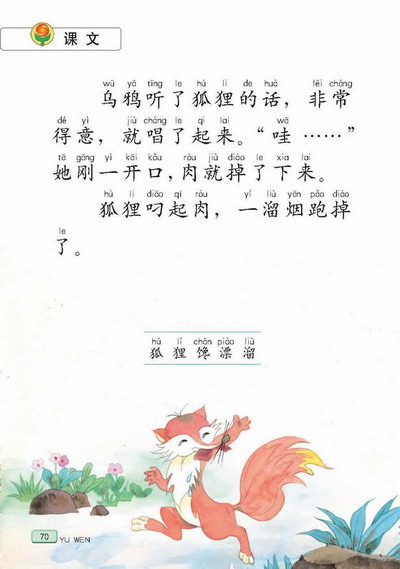 课文
wū yā tīng le hú li de huà fēi cháng
乌鸦听了狐狸的话，非常
dé yì jiù chàng le qǐ lai
得意，就唱了起来。“哇……”
tā gāng yì kāi kǒu ròu jiù diào le xia lai
她刚一开口，肉就掉了下来。
hú li diāo qǐ ròu yí liù yān pǎo diào
狐狸叼起肉，一溜烟跑掉
le
了。
hú lí chán piào liù
狐狸馋漂溜
70 YU WEN